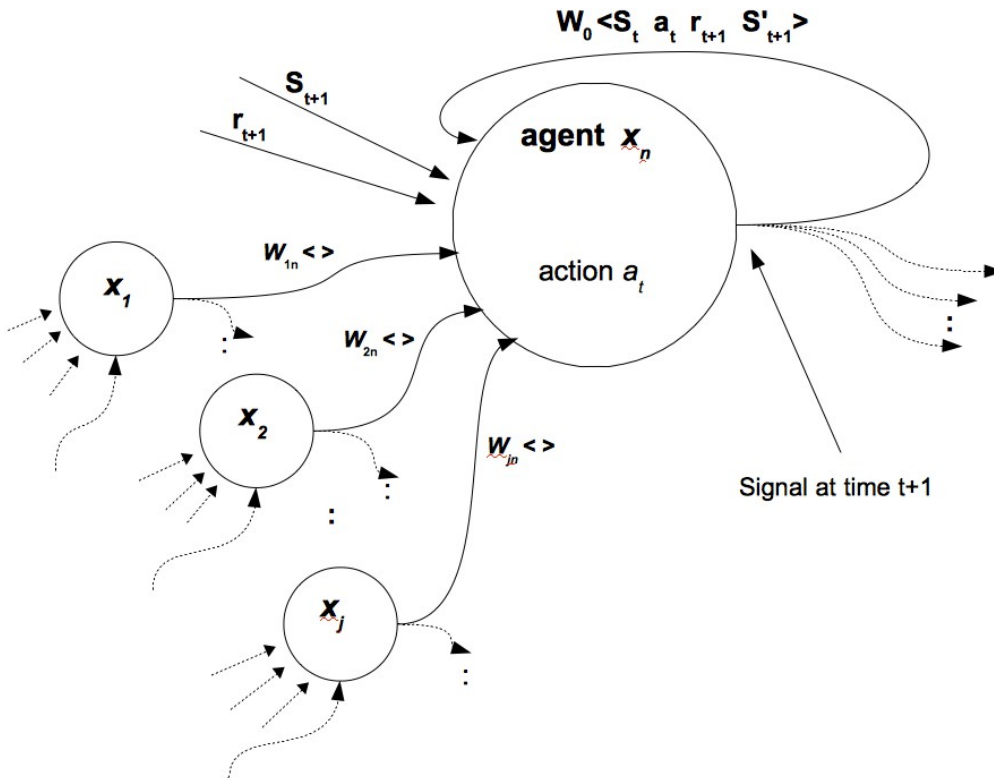 W₀ <Sₜ aₜ rₜ₊₁ S'ₜ₊₁>
Sₜ₊₁
rₜ₊₁
agent xₙ
W₁ₙ < >
x₁
action aₜ
:
W₂ₙ < >
:
x₂
Wⱼₙ < >
:
Signal at time t+1
:
xⱼ
: